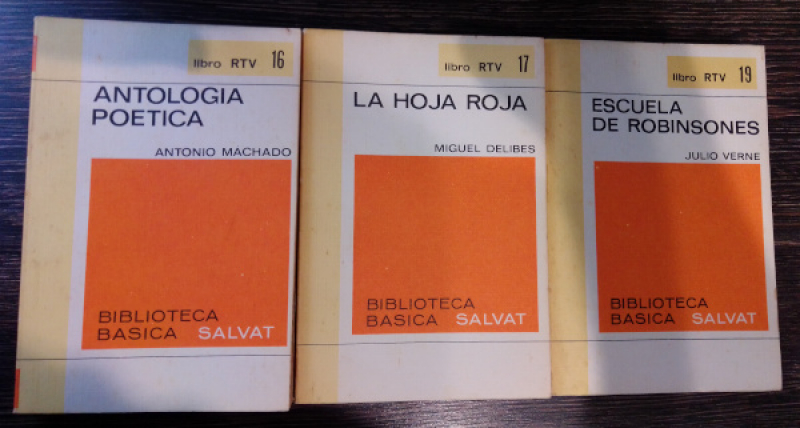 libro RTV 16
ANTOLOGIA
POETICA
ANTONIO MACHADO
BIBLIOTECA
BASICA SALVAT
libro RTV 17
LA HOJA ROJA
MIGUEL DELIBES
BIBLIOTECA
BASICA SALVAT
libro RTV 19
ESCUELA
DE ROBINSONES
JULIO VERNE
BIBLIOTECA
BASICA SALVAT